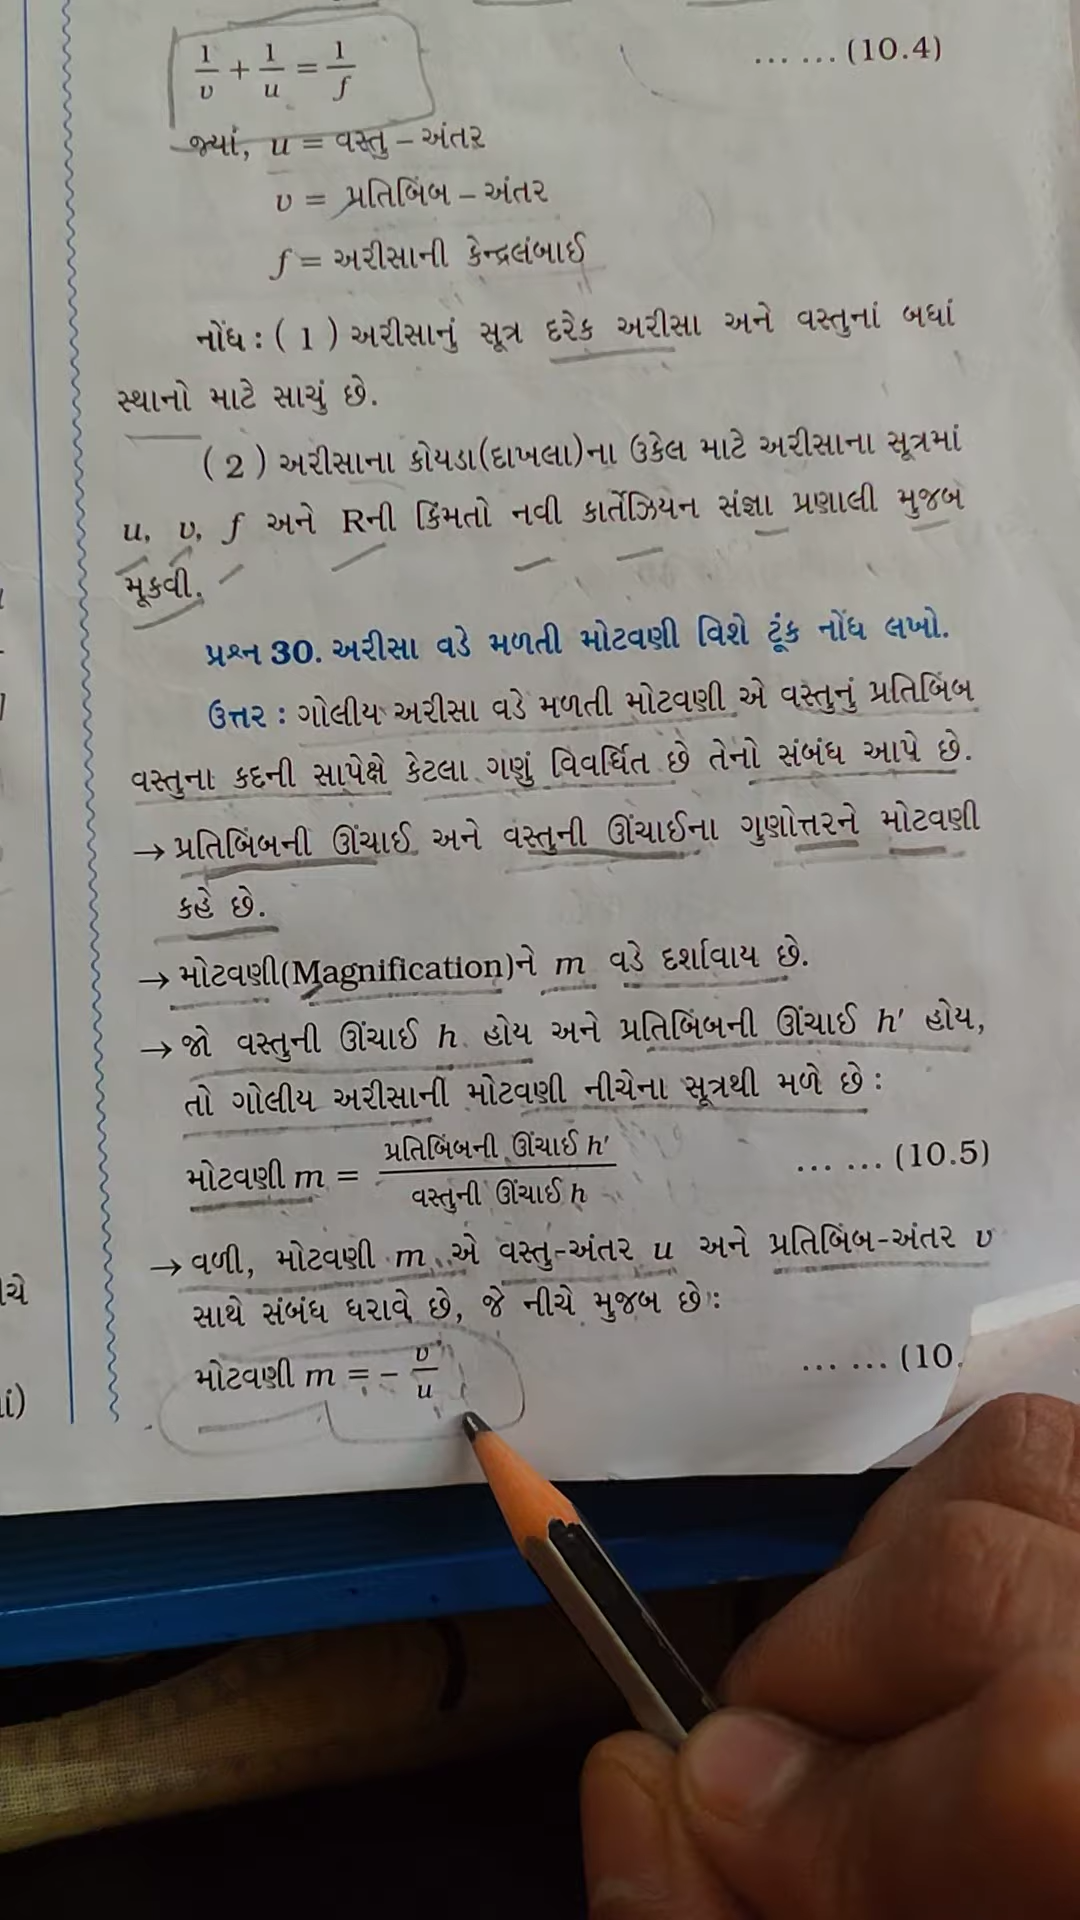 1/v + 1/u = 1/f ... ... (10.4)
જ્યાં, u = વસ્તુ – અંતર
v = પ્રતિબિંબ – અંતર
f = અરીસાની કેન્દ્રલંબાઈ
નોંધ : ( 1 ) અરીસાનું સૂત્ર દરેક અરીસા અને વસ્તુનાં બધાં
સ્થાનો માટે સાચું છે.
( 2 ) અરીસાના કોયડા(દાખલા)ના ઉકેલ માટે અરીસાના સૂત્રમાં
u, v, f અને Rની કિંમતો નવી કાર્તેઝિયન સંજ્ઞા પ્રણાલી મુજબ
મૂકવી.
પ્રશ્ન 30. અરીસા વડે મળતી મોટવણી વિશે ટૂંક નોંધ લખો.
ઉત્તર : ગોલીય અરીસા વડે મળતી મોટવણી એ વસ્તુનું પ્રતિબિંબ
વસ્તુના કદની સાપેક્ષે કેટલા ગણું વિવર્ધિત છે તેનો સંબંધ આપે છે.
→ પ્રતિબિંબની ઊંચાઈ અને વસ્તુની ઊંચાઈના ગુણોત્તરને મોટવણી
કહે છે.
→ મોટવણી(Magnification)ને m વડે દર્શાવાય છે.
→ જો વસ્તુની ઊંચાઈ h હોય અને પ્રતિબિંબની ઊંચાઈ h' હોય,
તો ગોલીય અરીસાની મોટવણી નીચેના સૂત્રથી મળે છે :
મોટવણી m = પ્રતિબિંબની ઊંચાઈ h' / વસ્તુની ઊંચાઈ h ... ... (10.5)
→ વળી, મોટવણી m એ વસ્તુ-અંતર u અને પ્રતિબિંબ-અંતર v
સાથે સંબંધ ધરાવે છે, જે નીચે મુજબ છે :
મોટવણી m = – v/u ... ... (10.